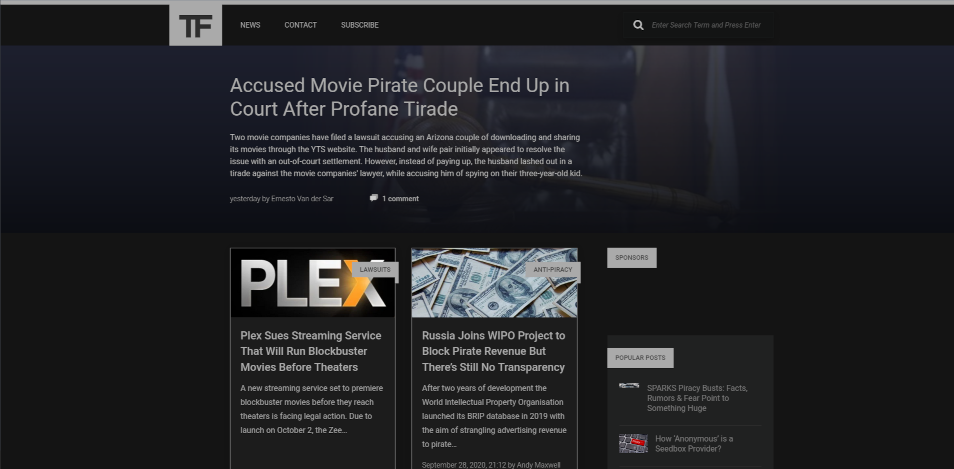 TF
NEWS
CONTACT
SUBSCRIBE
Enter Search Term and Press Enter
Accused Movie Pirate Couple End Up in
Court After Profane Tirade
Two movie companies have filed a lawsuit accusing an Arizona couple of downloading and sharing
its movies through the YTS website. The husband and wife pair initially appeared to resolve the
issue with an out-of-court settlement. However, instead of paying up, the husband lashed out in a
tirade against the movie companies' lawyer, while accusing him of spying on their three-year-old kid.
yesterday by Ernesto Van der Sar
1 comment
PLEX
LAWSUITS
Plex Sues Streaming Service
That Will Run Blockbuster
Movies Before Theaters
A new streaming service set to premiere
blockbuster movies before they reach
theaters is facing legal action. Due to
launch on October 2, the Zee...
ANTI-PIRACY
Russia Joins WIPO Project to
Block Pirate Revenue But
There's Still No Transparency
After two years of development the
World Intellectual Property Organisation
launched its BRIP database in 2019 with
the aim of strangling advertising revenue
to pirate...
September 28, 2020, 21:12 by Andy Maxwell
SPONSORS
POPULAR POSTS
SPARKS Piracy Busts: Facts,
Rumors & Fear Point to
Something Huge
How 'Anonymous' is a
Seedbox Provider?